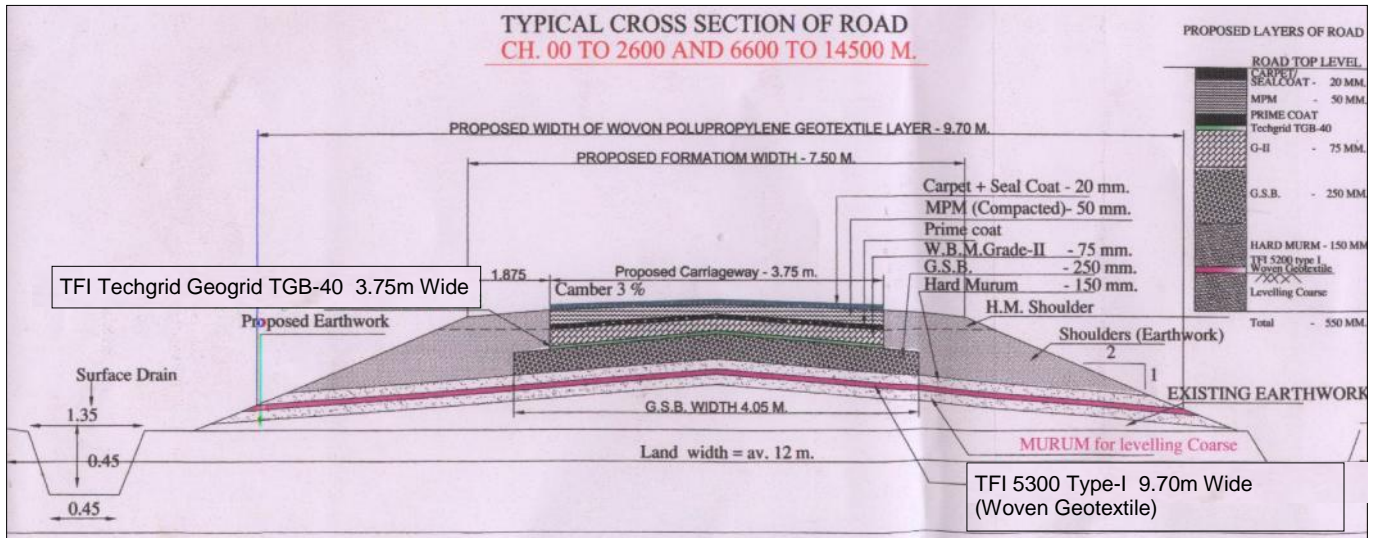 TYPICAL CROSS SECTION OF ROAD
CH. 00 TO 2600 AND 6600 TO 14500 M.
PROPOSED LAYERS OF ROAD
ROAD TOP LEVEL
CARPET/
SEALCOAT - 20 MM.
MPM - 50 MM.
PRIME COAT
Techgrid TGB-40
G-II - 75 MM.
G.S.B. - 250 MM.
HARD MURM - 150 MM
TFI 5200 type I
Woven Geotextile
Levelling Coarse
Total - 550 MM.
PROPOSED WIDTH OF WOVON POLUPROPYLENE GEOTEXTILE LAYER - 9.70 M.
PROPOSED FORMATIOM WIDTH - 7.50 M.
Carpet + Seal Coat - 20 mm.
MPM (Compacted)- 50 mm.
Prime coat
W.B.M.Grade-II - 75 mm.
G.S.B. - 250 mm.
Hard Murum - 150 mm.
H.M. Shoulder
Shoulders (Earthwork)
2
1
EXISTING EARTHWORK
MURUM for levelling Coarse
1.875
Proposed Carriageway - 3.75 m.
Camber 3 %
TFI Techgrid Geogrid TGB-40 3.75m Wide
Proposed Earthwork
Surface Drain
1.35
0.45
0.45
G.S.B. WIDTH 4.05 M.
Land width = av. 12 m.
TFI 5300 Type-I 9.70m Wide
(Woven Geotextile)